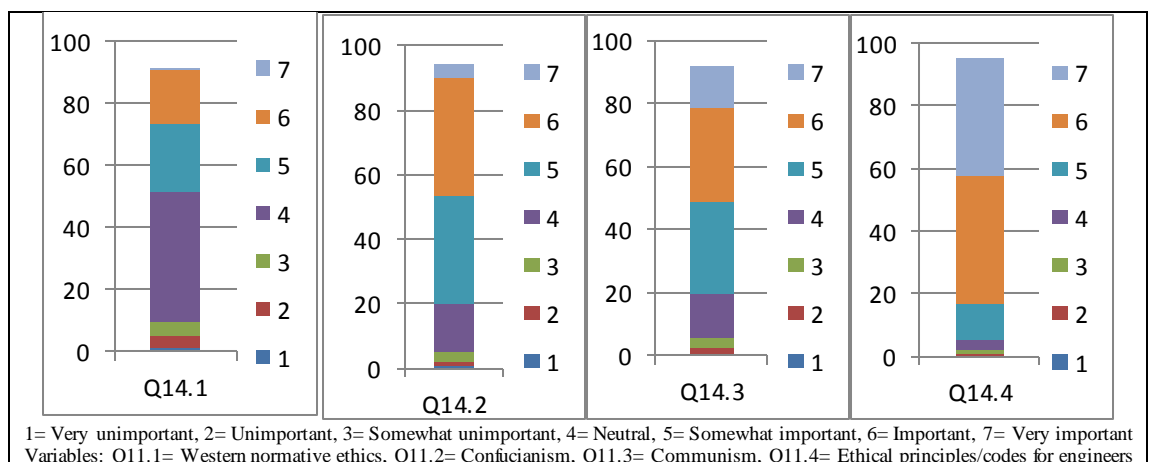 100 80 60 40 20 0 Q14.1 7 6 5 4 3 2 1
100 80 60 40 20 0 Q14.2 7 6 5 4 3 2 1
100 80 60 40 20 0 Q14.3 7 6 5 4 3 2 1
100 80 60 40 20 0 Q14.4 7 6 5 4 3 2 1
1= Very unimportant, 2= Unimportant, 3= Somewhat unimportant, 4= Neutral, 5= Somewhat important, 6= Important, 7= Very important
Variables: Q11.1= Western normative ethics, Q11.2= Confucianism, Q11.3= Communism, Q11.4= Ethical principles/codes for engineers